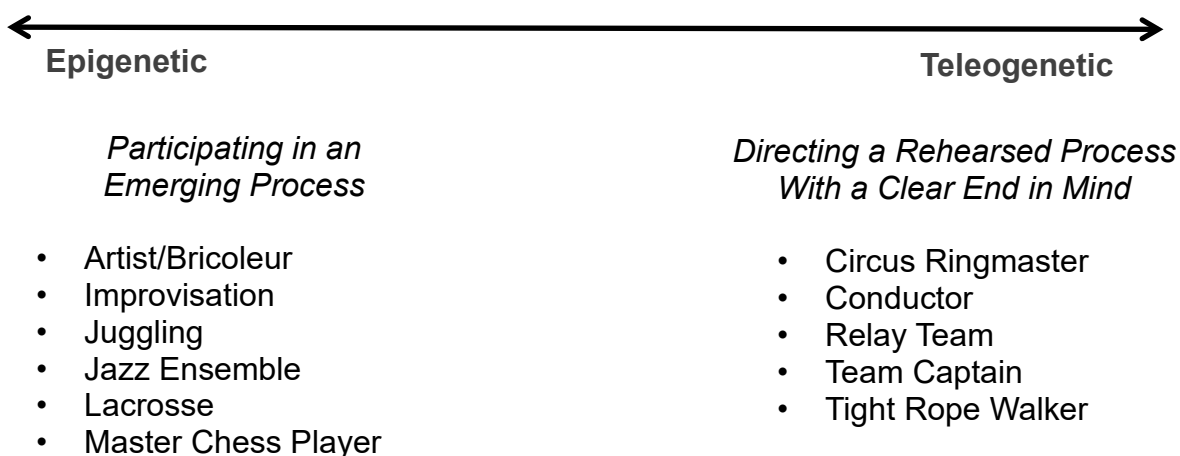 Epigenetic
Teleogenetic
Participating in an
Emerging Process
Directing a Rehearsed Process
With a Clear End in Mind
• Artist/Bricoleur
• Improvisation
• Juggling
• Jazz Ensemble
• Lacrosse
• Master Chess Player
• Circus Ringmaster
• Conductor
• Relay Team
• Team Captain
• Tight Rope Walker